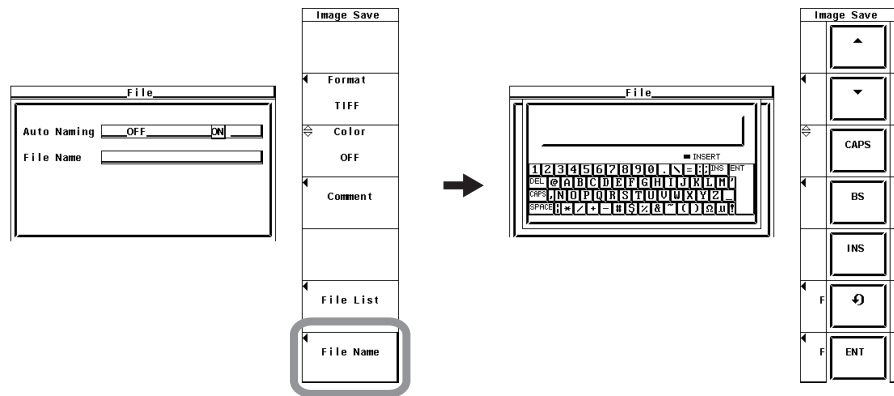 Image Save
Format
TIFF
Color
OFF
Comment
File List
File Name
File
Auto Naming OFF ON
File Name
File
INSERT
1 2 3 4 5 6 7 8 9 0 . \ = : ; INS ENT
DEL @ A B C D E F G H I J K L M '
CAPS , N O P Q R S T U V W X Y Z _
SPACE ¦ * / + - # $ % & ~ ( ) Ω µ
Image Save
CAPS
BS
INS
F
F ENT